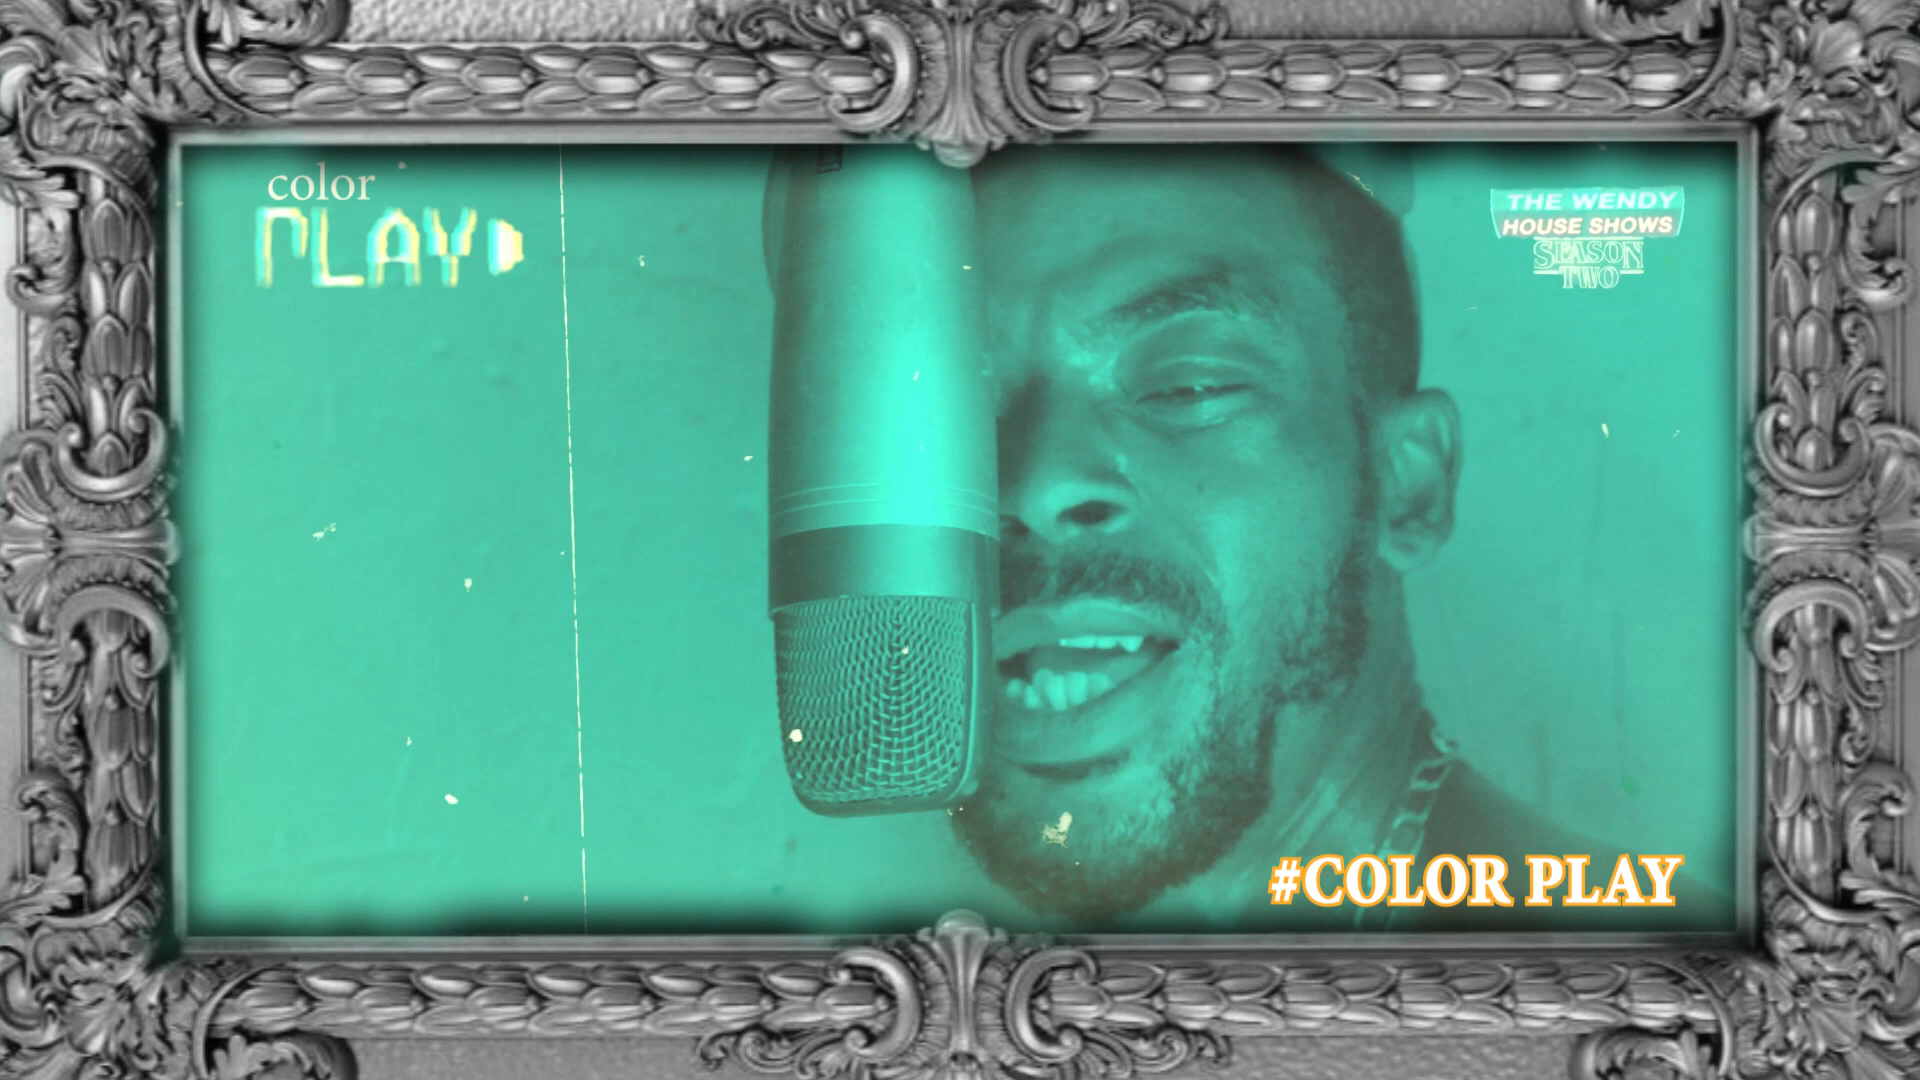 color
PLAY
THE WENDY
HOUSE SHOWS
SEASON
TWO
#COLOR PLAY